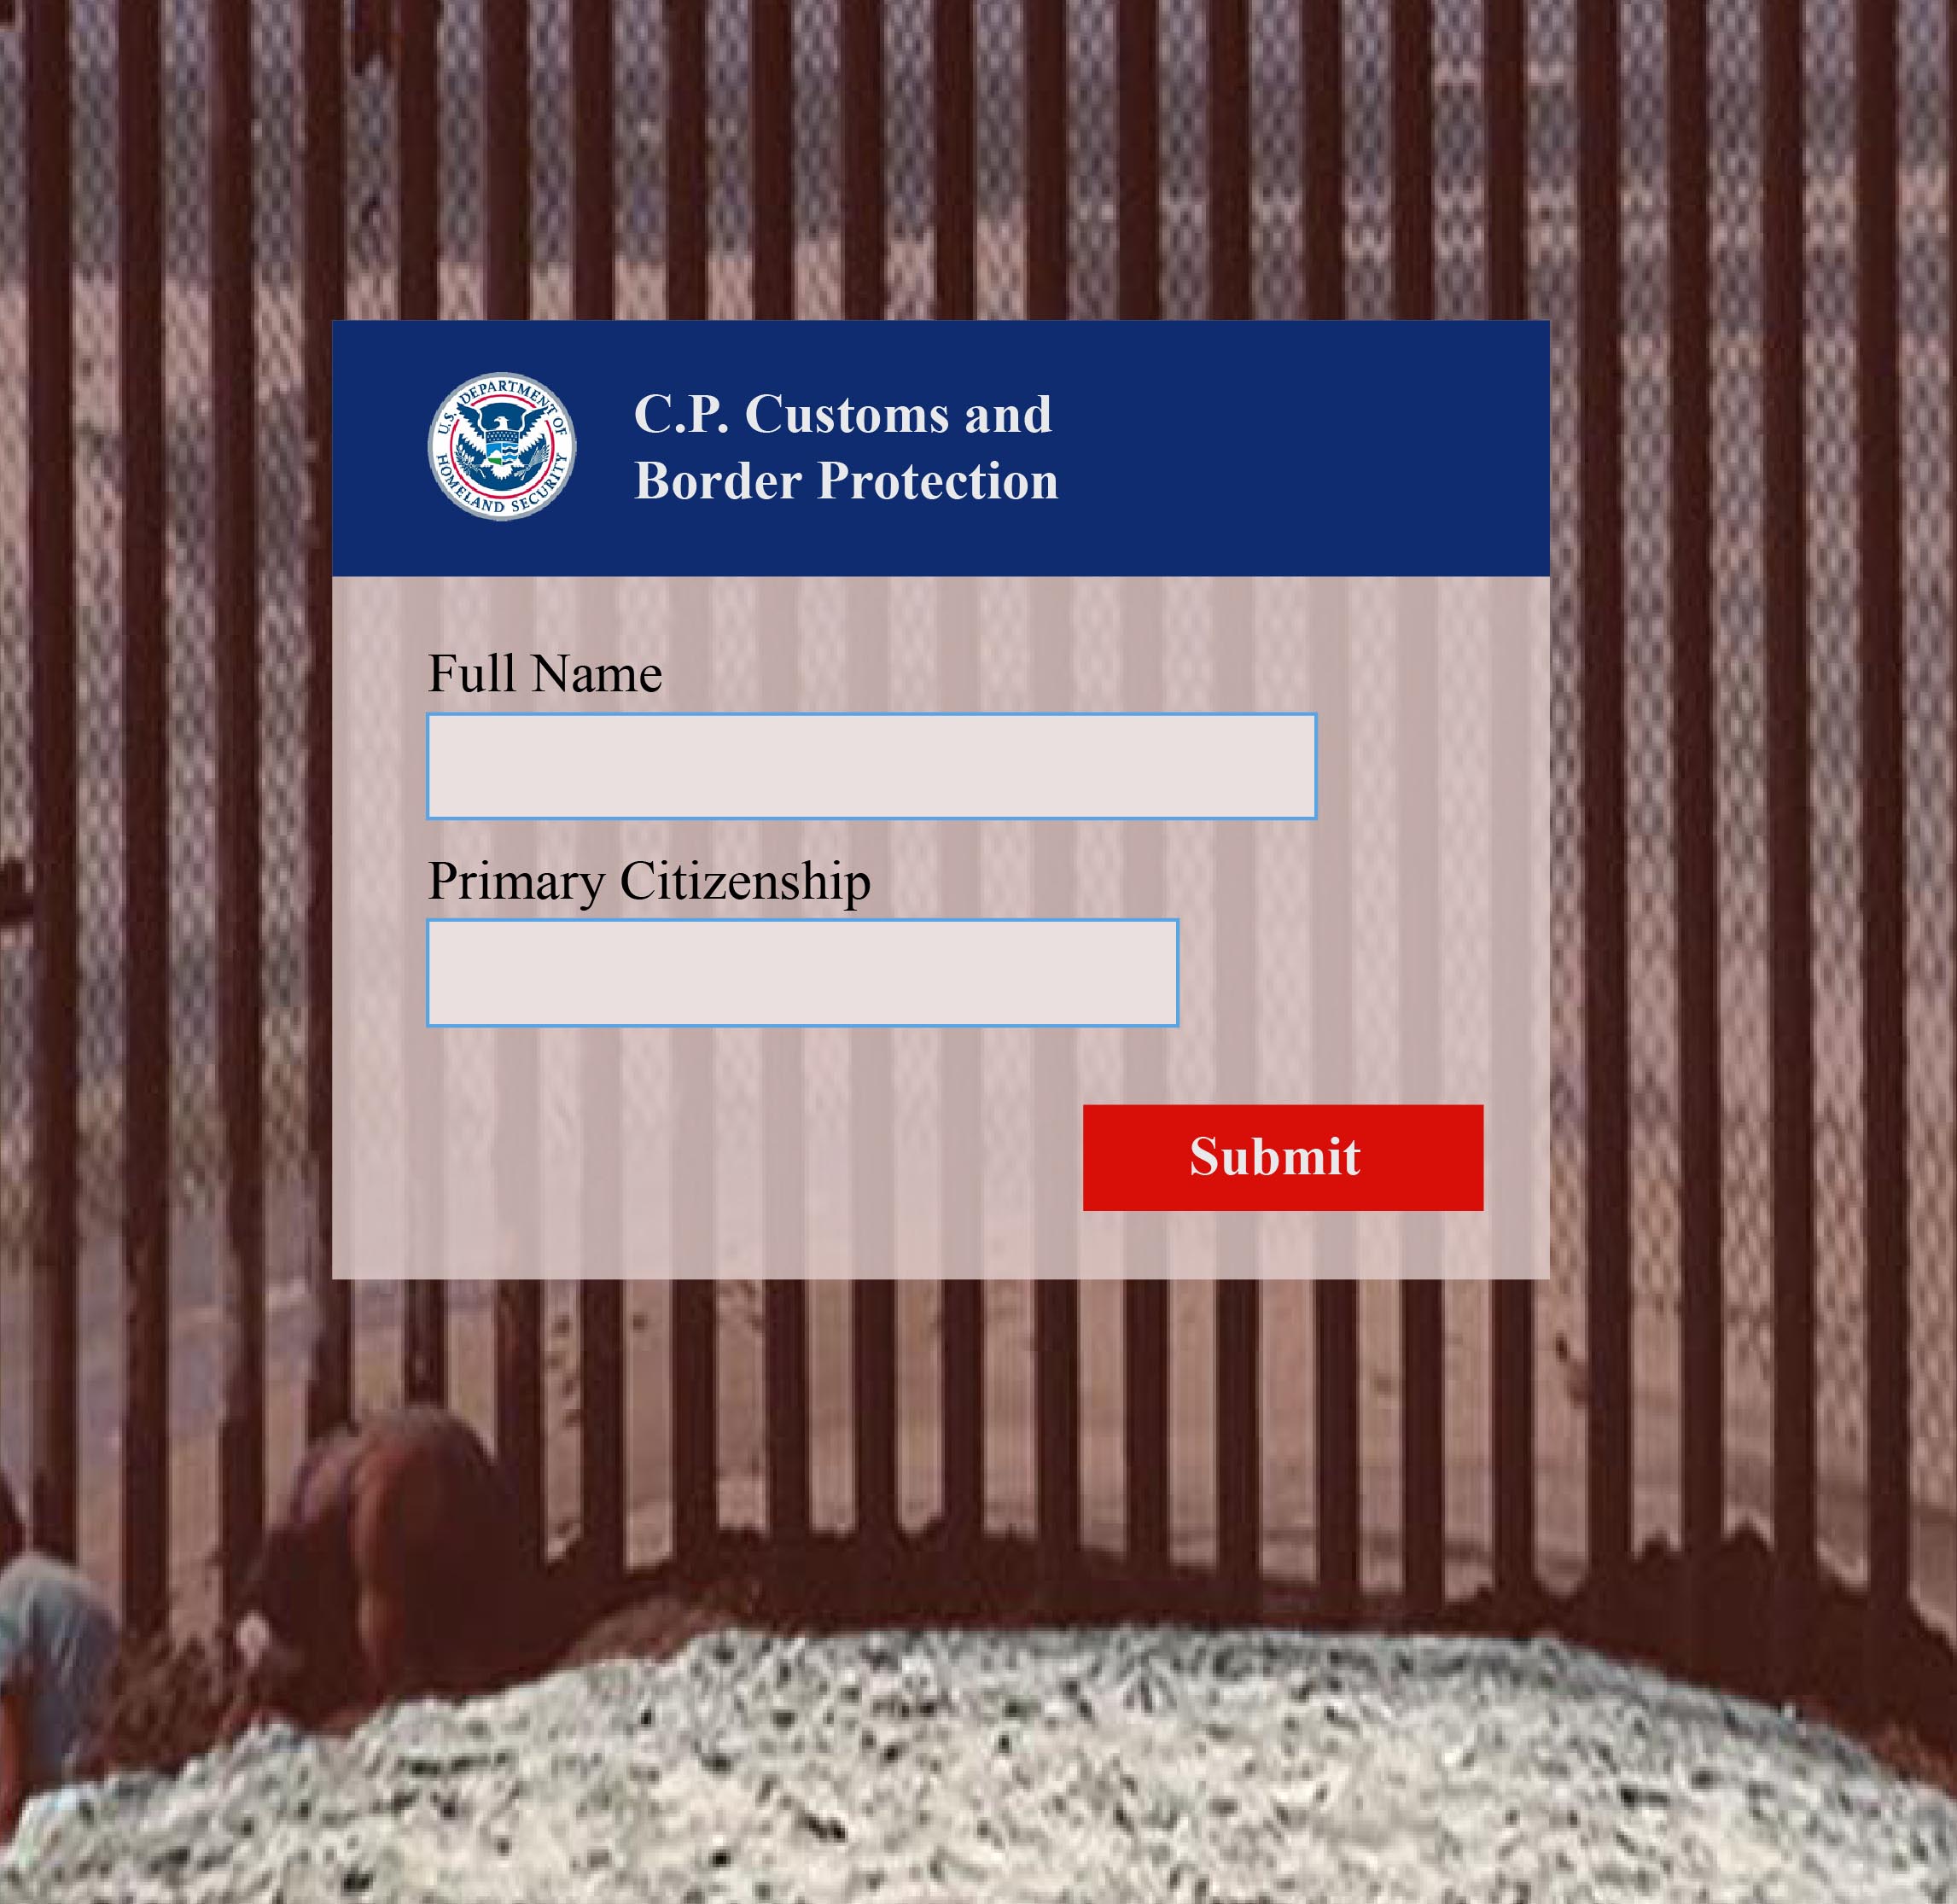 U.S. DEPARTMENT OF
HOMELAND SECURITY
C.P. Customs and
Border Protection
Full Name
Primary Citizenship
Submit